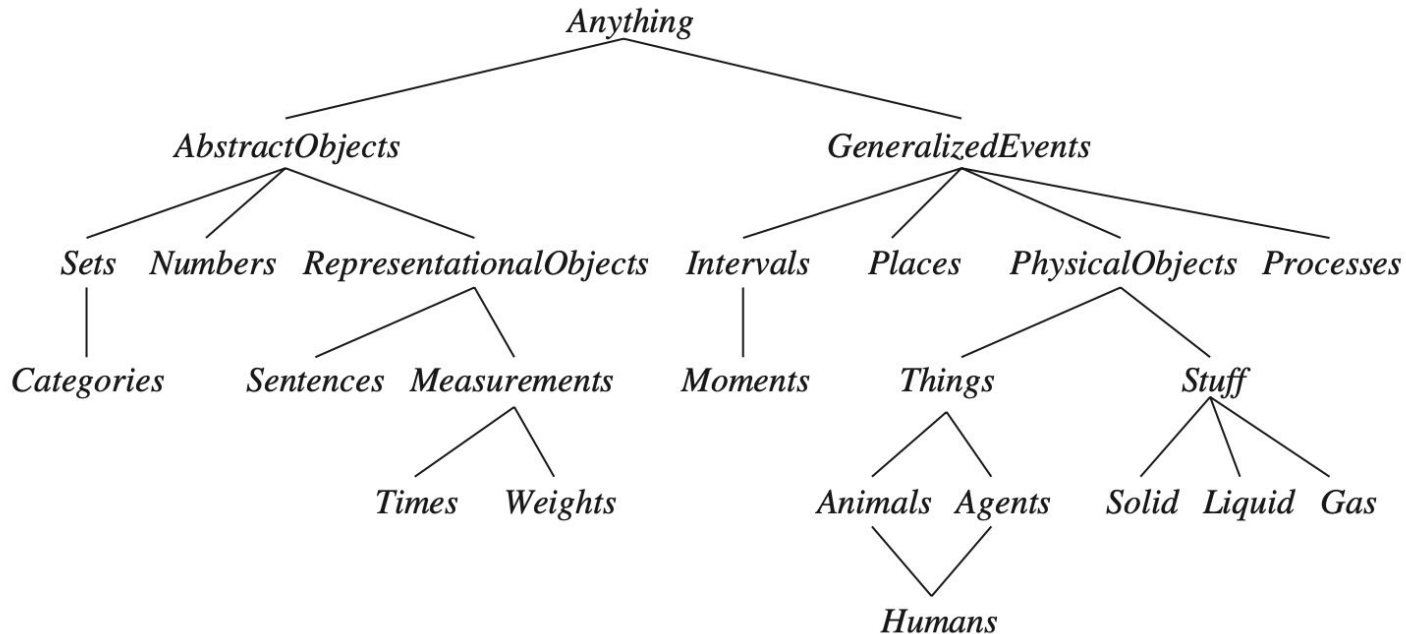 Anything
AbstractObjects GeneralizedEvents
Sets Numbers RepresentationalObjects Intervals Places PhysicalObjects Processes
Categories Sentences Measurements Moments Things Stuff
Times Weights Animals Agents Solid Liquid Gas
Humans